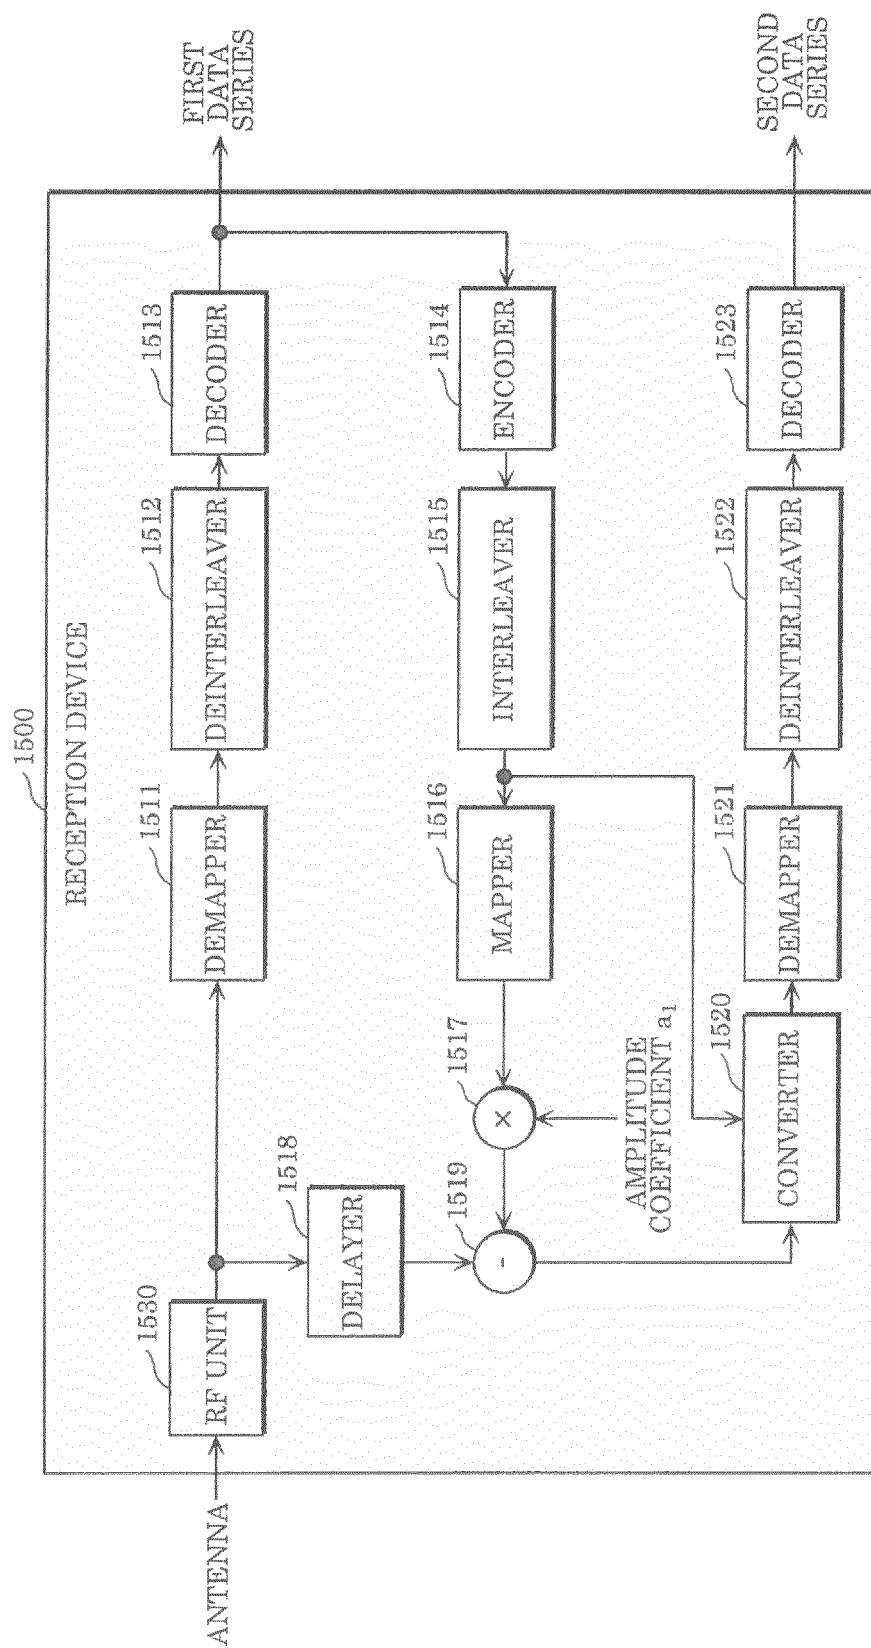 1500
RECEPTION DEVICE
ANTENNA
1530
RF UNIT
1511
DEMAPPER
1512
DEINTERLEAVER
1513
DECODER
FIRST
DATA
SERIES
1518
DELAYER
1519
-
1517
×
AMPLITUDE
COEFFICIENT a₁
1516
MAPPER
1515
INTERLEAVER
1514
ENCODER
1520
CONVERTER
1521
DEMAPPER
1522
DEINTERLEAVER
1523
DECODER
SECOND
DATA
SERIES